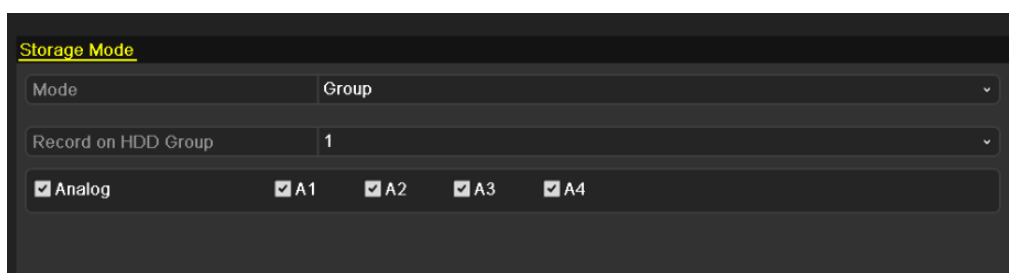 Storage Mode
Mode Group
Record on HDD Group 1
Analog A1 A2 A3 A4